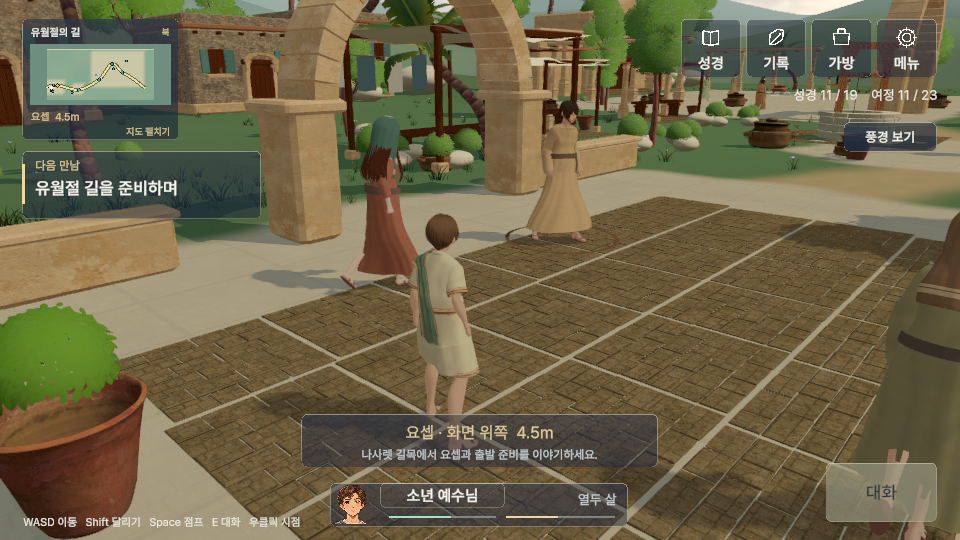 유월절의 길 북
요셉 4.5m
지도 펼치기
다음 만남
유월절 길을 준비하며
성경 기록 가방 메뉴
성경 11 / 19 여정 11 / 23
풍경 보기
요셉 · 화면 위쪽 4.5m
나사렛 길목에서 요셉과 출발 준비를 이야기하세요.
소년 예수님 열두 살
대화
WASD 이동 Shift 달리기 Space 점프 E 대화 우클릭 시점